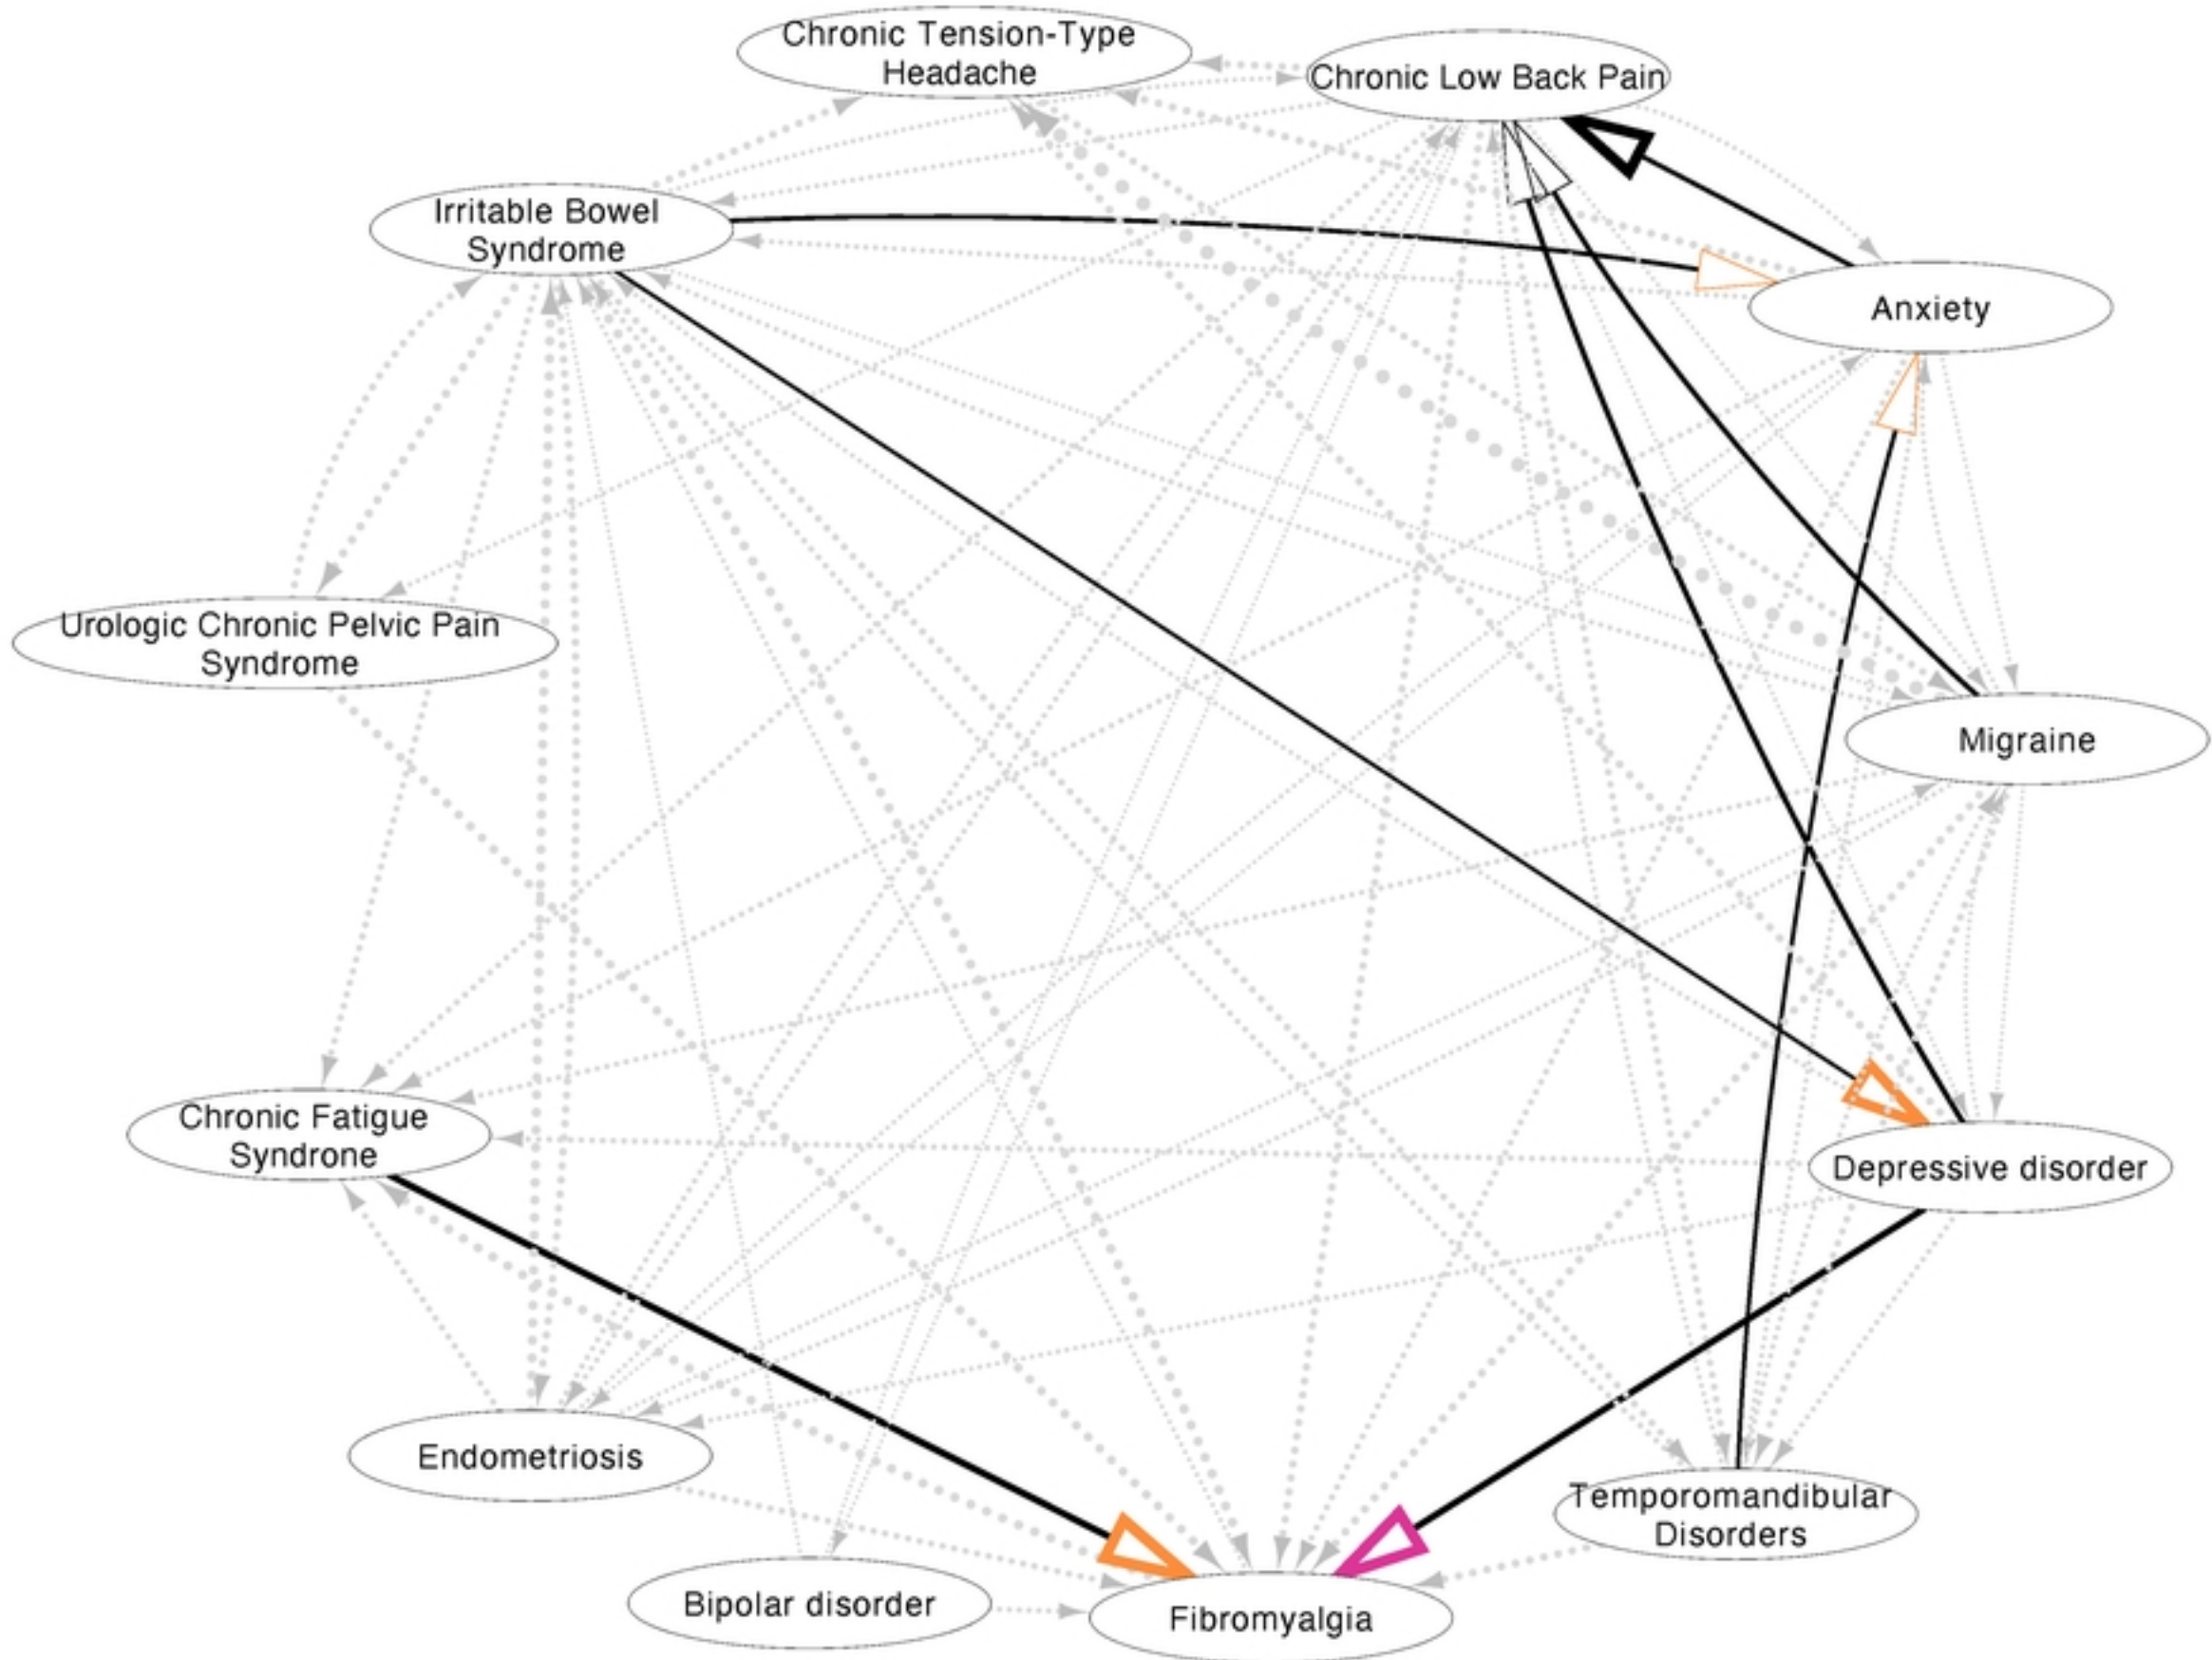 Chronic Tension-Type
Headache
Chronic Low Back Pain
Irritable Bowel
Syndrome
Anxiety
Urologic Chronic Pelvic Pain
Syndrome
Migraine
Chronic Fatigue
Syndrone
Depressive disorder
Endometriosis
Temporomandibular
Disorders
Bipolar disorder
Fibromyalgia